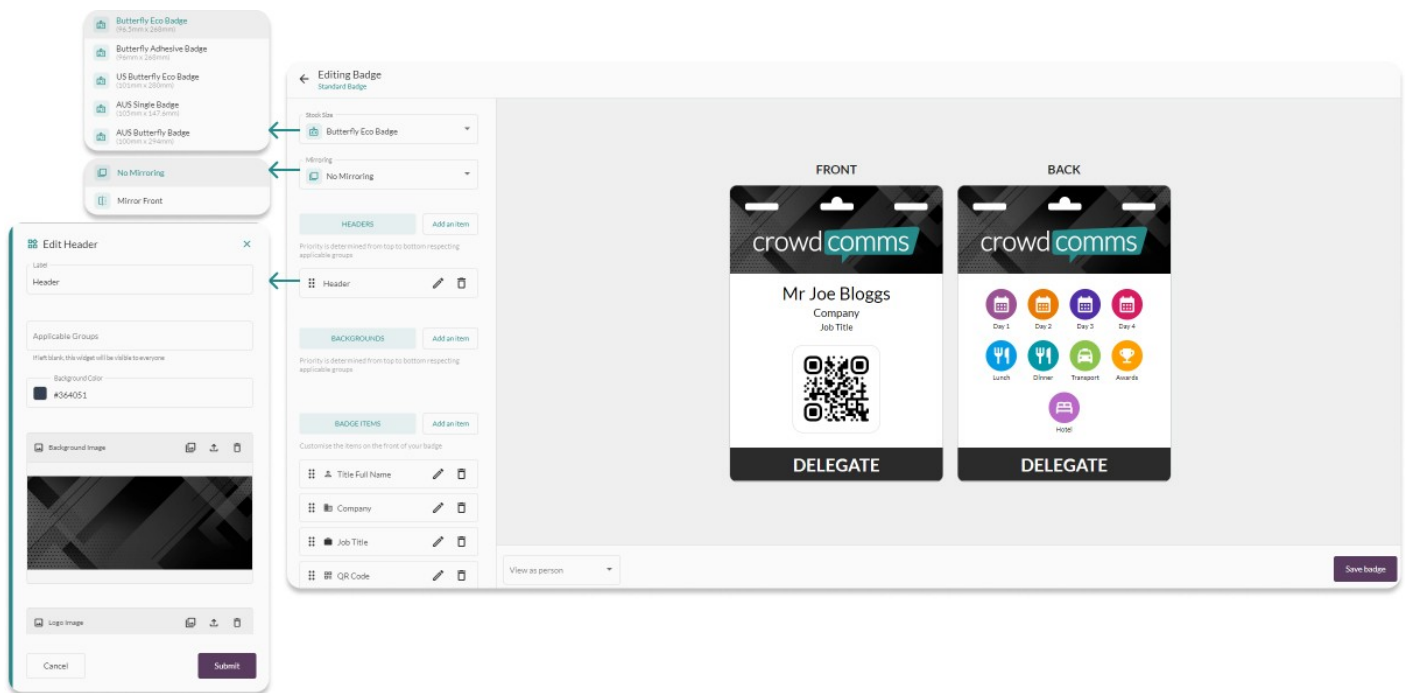 Butterfly Eco Badge
(96.5mm x 268mm)
Butterfly Adhesive Badge
(96mm x 268mm)
US Butterfly Eco Badge
(101mm x 288mm)
AUS Single Badge
(105mm x 147.6mm)
AUS Butterfly Badge
(100mm x 294mm)
No Mirroring
Mirror Front
Edit Header
Label
Header
Applicable Groups
If left blank, this widget will be visible to everyone
Background Color
#364051
Background Image
Logo Image
Cancel
Submit
Editing Badge
Standard Badge
Stock Size
Butterfly Eco Badge
Mirroring
No Mirroring
HEADERS
Add an item
Priority is determined from top to bottom respecting
applicable groups
Header
BACKGROUNDS
Add an item
Priority is determined from top to bottom respecting
applicable groups
BADGE ITEMS
Add an item
Customise the items on the front of your badge
Title Full Name
Company
Job Title
QR Code
FRONT
crowd comms
Mr Joe Bloggs
Company
Job Title
DELEGATE
BACK
crowd comms
Day 1
Day 2
Day 3
Day 4
Lunch
Dinner
Transport
Awards
Hotel
DELEGATE
View as person
Save badge